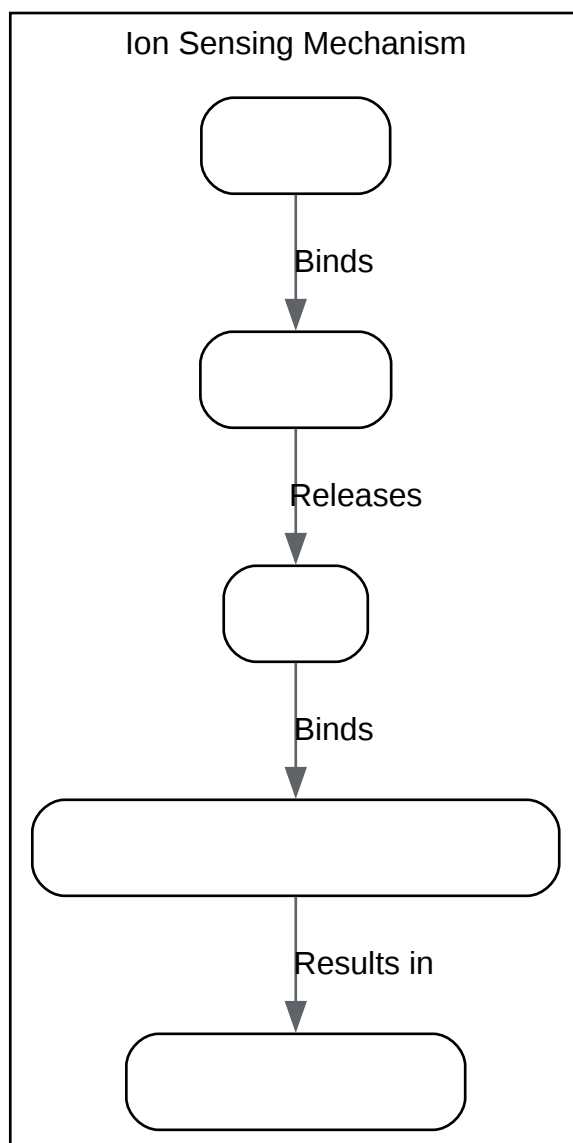 Ion Sensing Mechanism
Binds
Releases
Binds
Results in